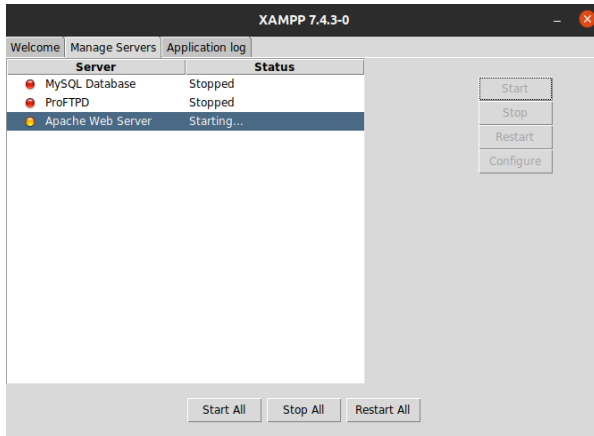 XAMPP 7.4.3-0
Welcome Manage Servers Application log
Server Status
MySQL Database Stopped
ProFTPD Stopped
Apache Web Server Starting...
Start
Stop
Restart
Configure
Start All Stop All Restart All